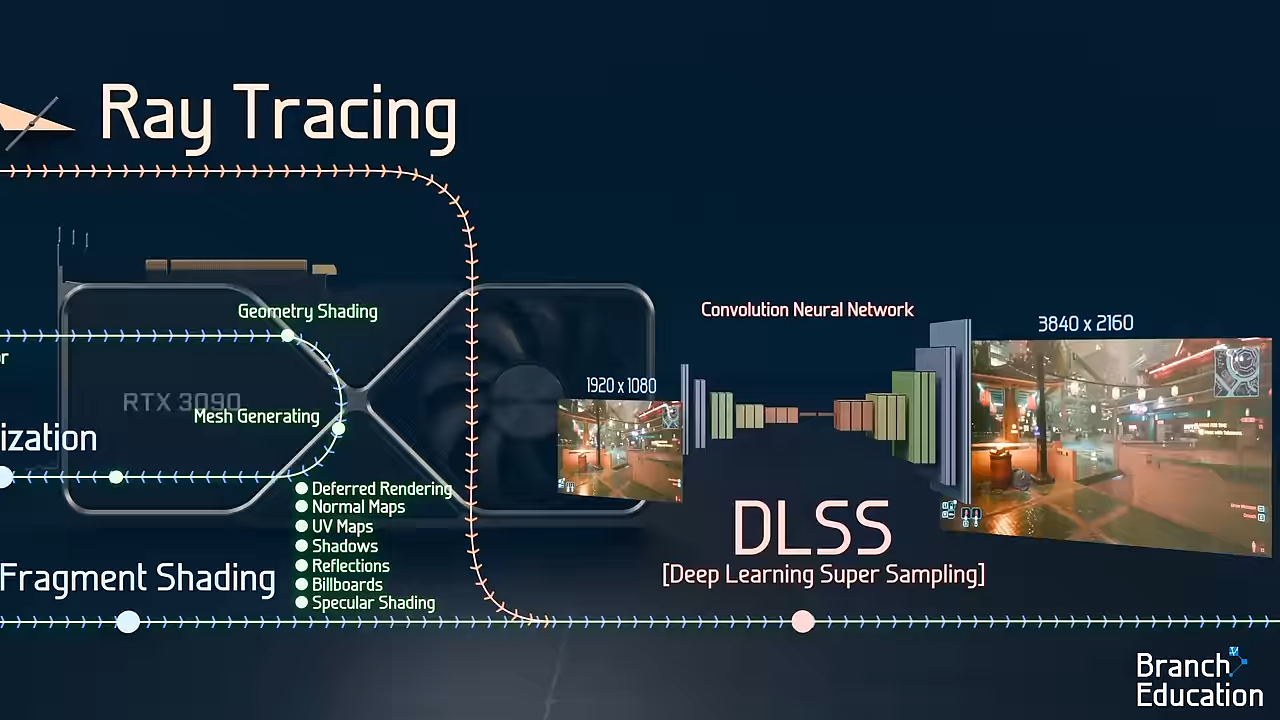 Ray Tracing
Geometry Shading
Convolution Neural Network
3840 x 2160
or
1920 x 1080
RTX 3090
Mesh Generating
ization
Deferred Rendering
Normal Maps
UV Maps
Shadows
Reflections
Billboards
Specular Shading
Fragment Shading
DLSS
[Deep Learning Super Sampling]
Branch
Education